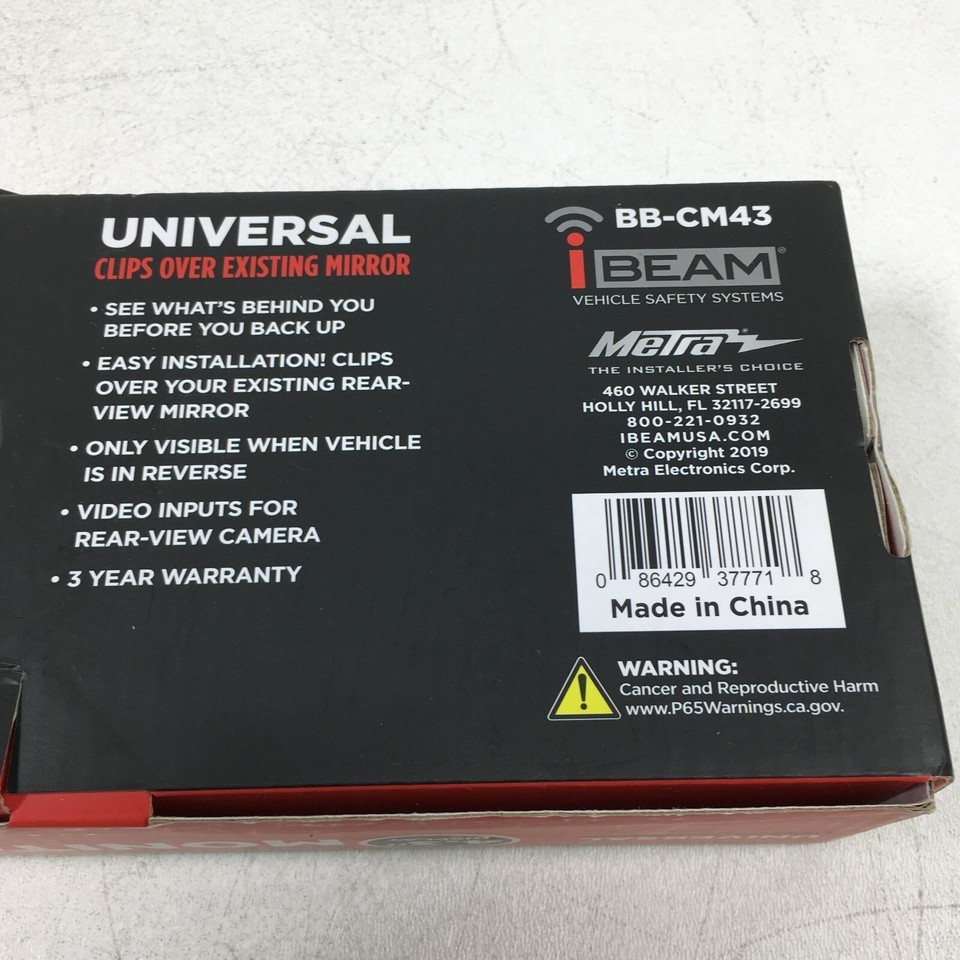 UNIVERSAL
CLIPS OVER EXISTING MIRROR
• SEE WHAT'S BEHIND YOU
BEFORE YOU BACK UP
• EASY INSTALLATION! CLIPS
OVER YOUR EXISTING REAR-
VIEW MIRROR
• ONLY VISIBLE WHEN VEHICLE
IS IN REVERSE
• VIDEO INPUTS FOR
REAR-VIEW CAMERA
• 3 YEAR WARRANTY
BB-CM43
iBEAM®
VEHICLE SAFETY SYSTEMS
Metra®
THE INSTALLER'S CHOICE
460 WALKER STREET
HOLLY HILL, FL 32117-2699
800-221-0932
IBEAMUSA.COM
© Copyright 2019
Metra Electronics Corp.
0 86429 37771 8
Made in China
WARNING:
Cancer and Reproductive Harm
www.P65Warnings.ca.gov.
UNIVERSAL